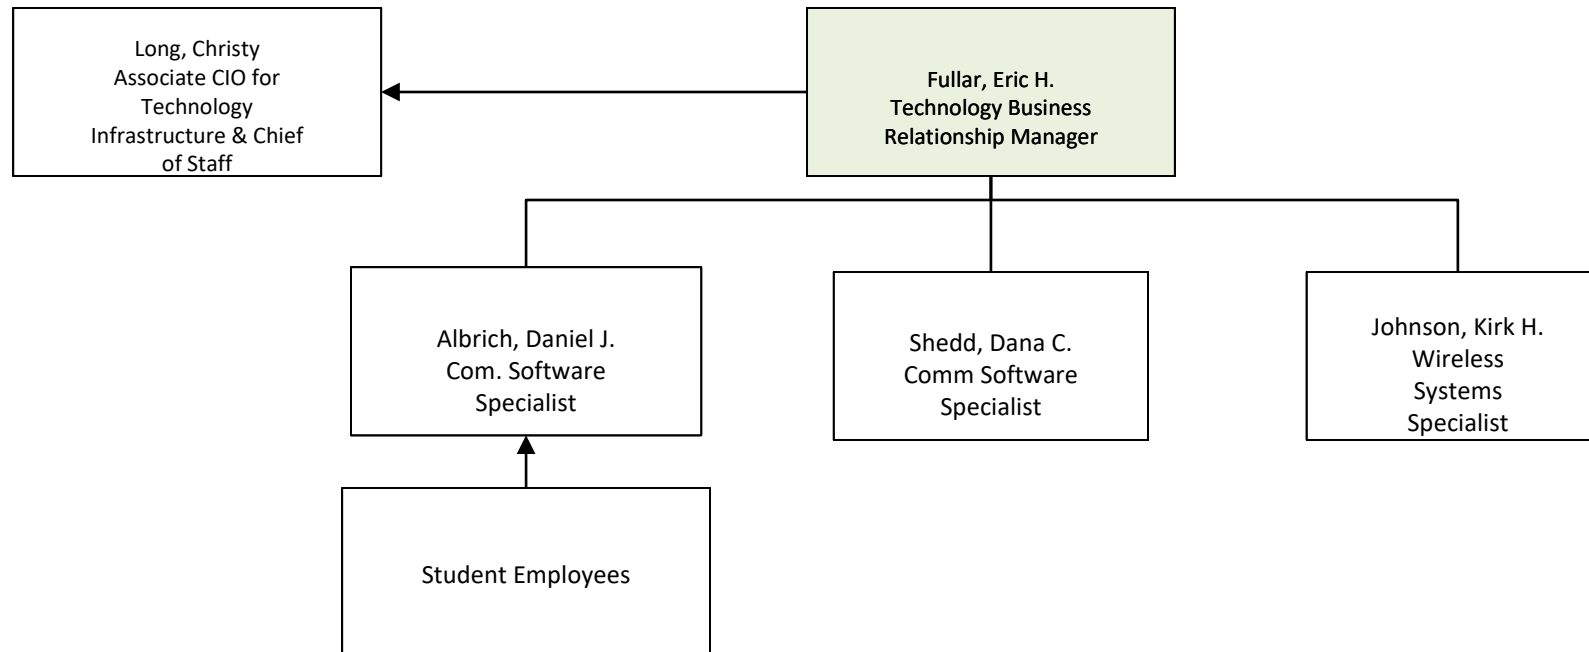 Long, Christy
Associate CIO for
Technology
Infrastructure & Chief
of Staff
Fullar, Eric H.
Technology Business
Relationship Manager
Albrich, Daniel J.
Com. Software
Specialist
Shedd, Dana C.
Comm Software
Specialist
Johnson, Kirk H.
Wireless
Systems
Specialist
Student Employees